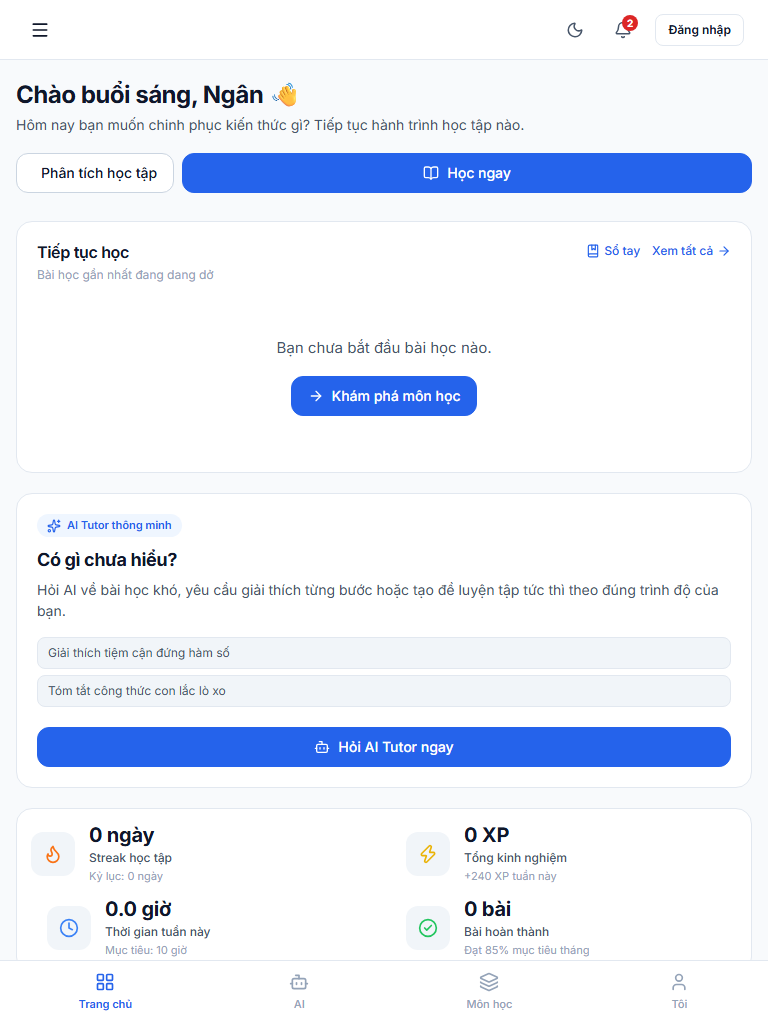 2
Đăng nhập
Chào buổi sáng, Ngân 👋
Hôm nay bạn muốn chinh phục kiến thức gì? Tiếp tục hành trình học tập nào.
Phân tích học tập
Học ngay
Tiếp tục học
Sổ tay
Xem tất cả
Bài học gần nhất đang dang dở
Bạn chưa bắt đầu bài học nào.
Khám phá môn học
AI Tutor thông minh
Có gì chưa hiểu?
Hỏi AI về bài học khó, yêu cầu giải thích từng bước hoặc tạo đề luyện tập tức thì theo đúng trình độ của
bạn.
Giải thích tiệm cận đứng hàm số
Tóm tắt công thức con lắc lò xo
Hỏi AI Tutor ngay
0 ngày
Streak học tập
Kỷ lục: 0 ngày
0 XP
Tổng kinh nghiệm
+240 XP tuần này
0.0 giờ
Thời gian tuần này
Mục tiêu: 10 giờ
0 bài
Bài hoàn thành
Đạt 85% mục tiêu tháng
Trang chủ
AI
Môn học
Tôi